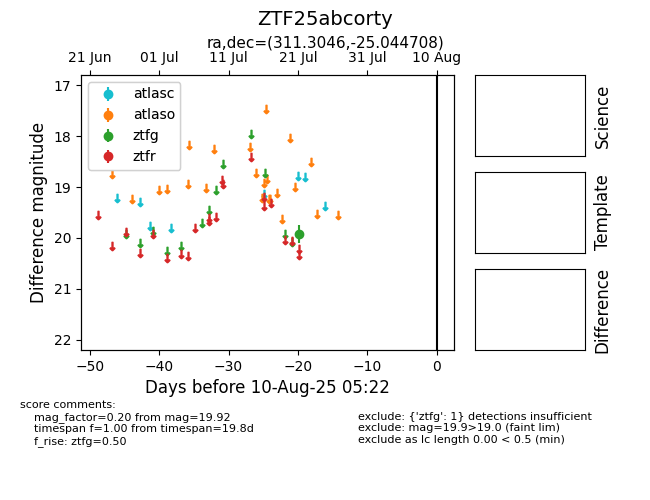 ZTF25abcorty
ra,dec=(311.3046,-25.044708)
21 Jun 01 Jul 11 Jul 21 Jul 31 Jul 10 Aug
Difference magnitude
17
18
19
20
21
22
atlasc
atlaso
ztfg
ztfr
−50 −40 −30 −20 −10 0
Days before 10-Aug-25 05:22
Science
Template
Difference
score comments:
mag_factor=0.20 from mag=19.92
timespan f=1.00 from timespan=19.8d
f_rise: ztfg=0.50
exclude: {'ztfg': 1} detections insufficient
exclude: mag=19.9>19.0 (faint lim)
exclude as lc length 0.00 < 0.5 (min)